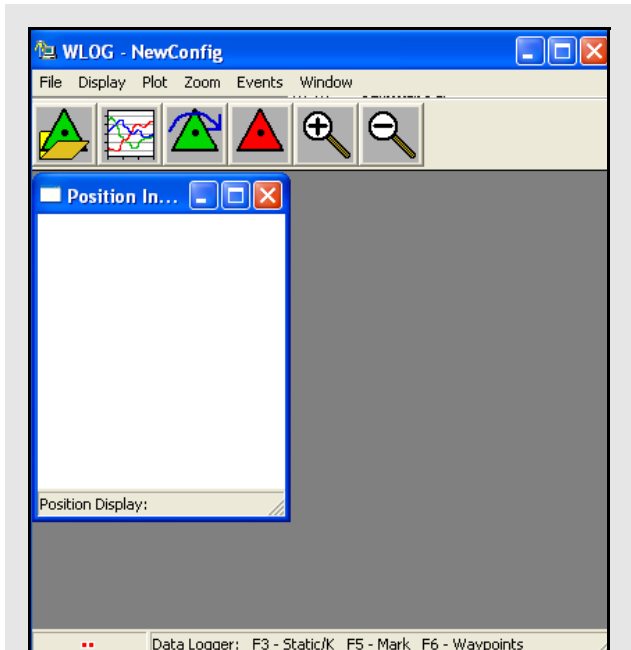 WLOG - NewConfig
File Display Plot Zoom Events Window
Position In...
Position Display:
Data Logger: F3 - Static/K F5 - Mark F6 - Waypoints